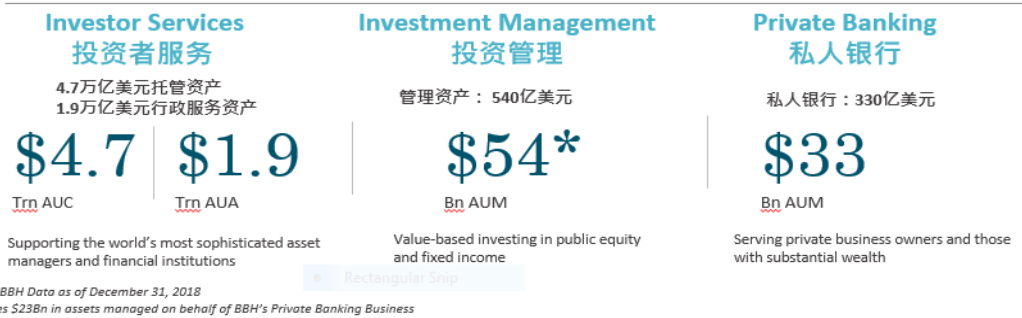 Investor Services
投资者服务
4.7万亿美元托管资产
1.9万亿美元行政服务资产
$4.7
Trn AUC
$1.9
Trn AUA
Supporting the world's most sophisticated asset
managers and financial institutions
Investment Management
投资管理
管理资产： 540亿美元
$54*
Bn AUM
Value-based investing in public equity
and fixed income
Rectangular Snip
Private Banking
私人银行
私人银行：330亿美元
$33
Bn AUM
Serving private business owners and those
with substantial wealth
BBH Data as of December 31, 2018
$23Bn in assets managed on behalf of BBH's Private Banking Business